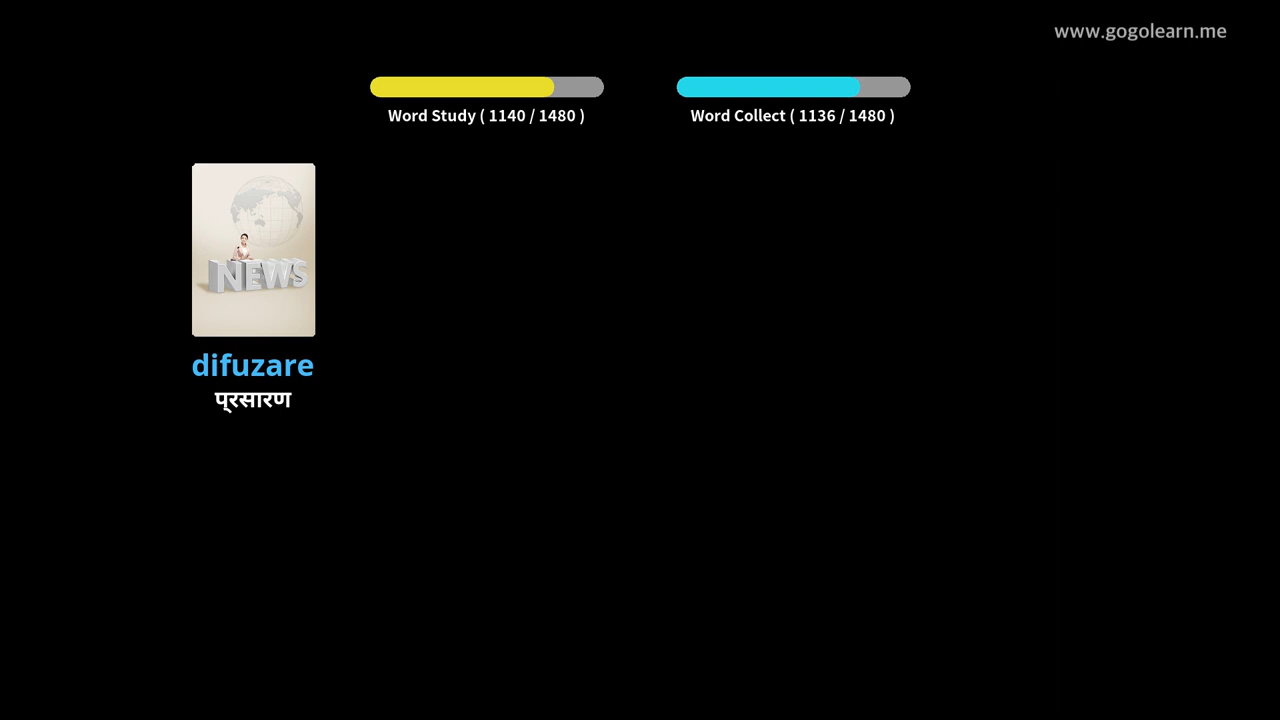 www.gogolearn.me
Word Study ( 1140 / 1480 )
Word Collect ( 1136 / 1480 )
NEWS
difuzare
प्रसारण